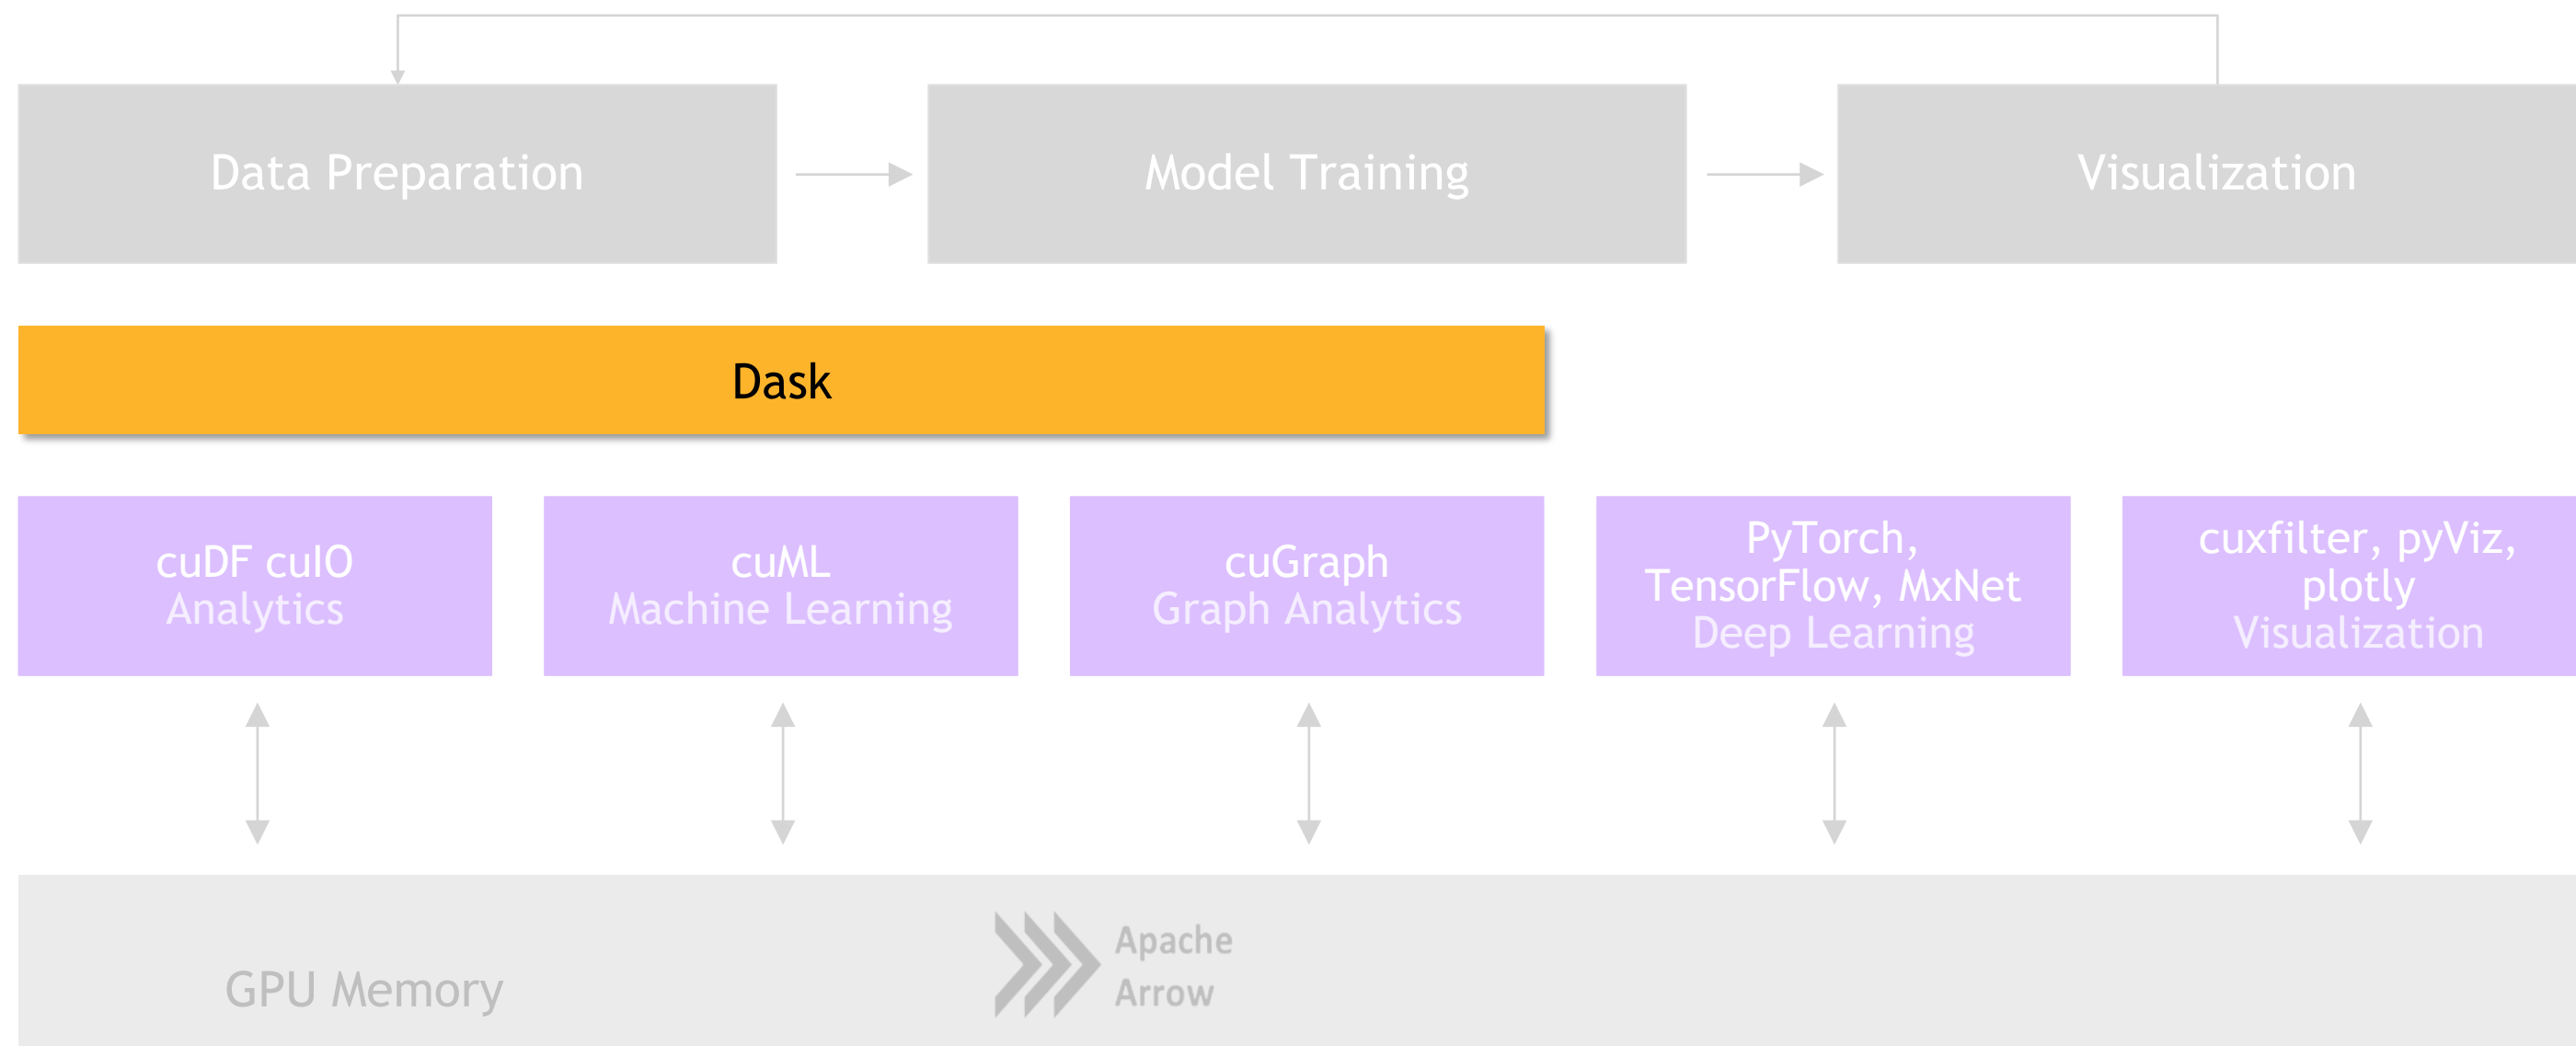 Data Preparation
Model Training
Visualization
Dask
cuDF cuIO
Analytics
cuML
Machine Learning
cuGraph
Graph Analytics
PyTorch,
TensorFlow, MxNet
Deep Learning
cuxfilter, pyViz,
plotly
Visualization
GPU Memory
Apache
Arrow